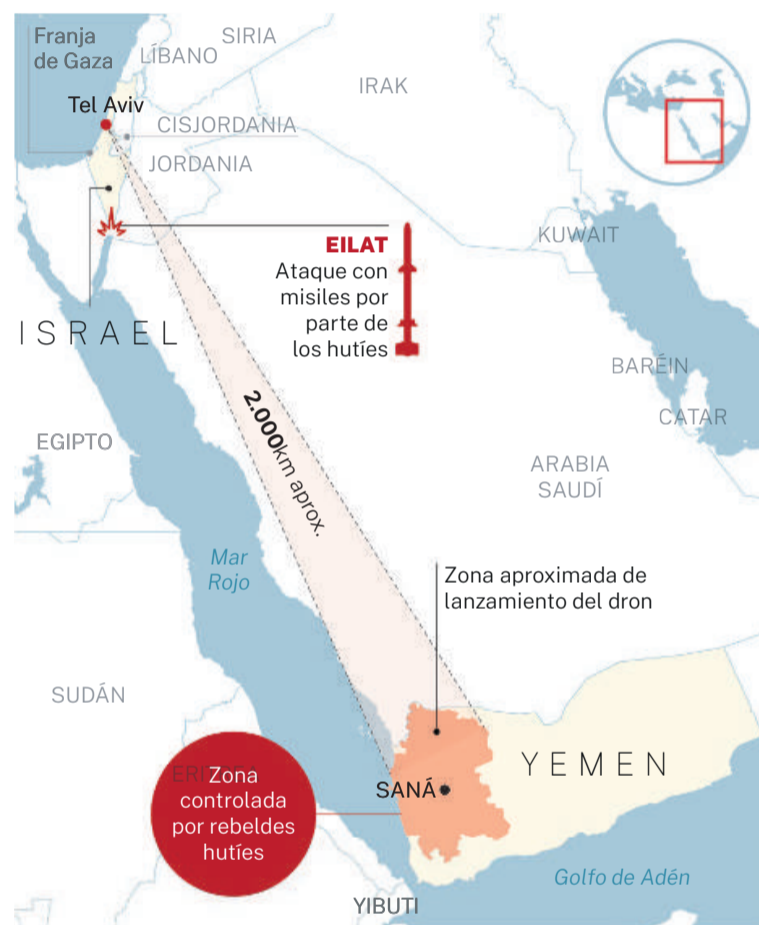 Franja
de Gaza
SIRIA
LÍBANO
IRAK
Tel Aviv
CISJORDANIA
JORDANIA
EILAT
Ataque con
misiles por
parte de
los hutíes
KUWAIT
ISRAEL
BARÉIN
CATAR
2.000km aprox.
EGIPTO
ARABIA
SAUDÍ
Mar
Rojo
Zona aproximada de
lanzamiento del dron
SUDÁN
YEMEN
ERITREA
Zona
controlada
por rebeldes
hutíes
SANÁ
Golfo de Adén
YIBUTI